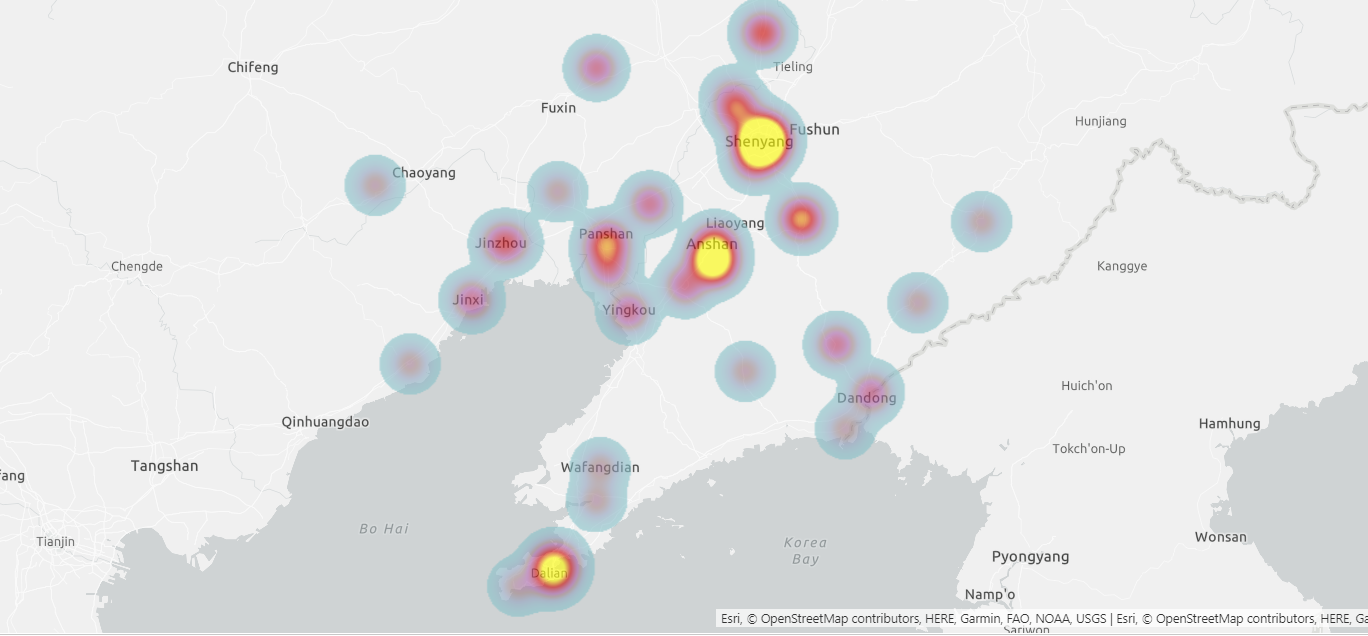 Chifeng
Tieling
Fuxin
Hunjiang
Fushun
Shenyang
Chaoyang
Liaoyang
Panshan
Anshan
Jinzhou
Chengde
Kanggye
Jinxi
Yingkou
Huich'on
Dandong
Qinhuangdao
Hamhung
Tokch'on-Up
Tangshan
Wafangdian
fang
Bo Hai
Tianjin
Wonsan
Korea
Bay
Pyongyang
Dalian
Namp'o
Esri, © OpenStreetMap contributors, HERE, Garmin, FAO, NOAA, USGS | Esri, © OpenStreetMap contributors, HERE, Ga
Sariwon